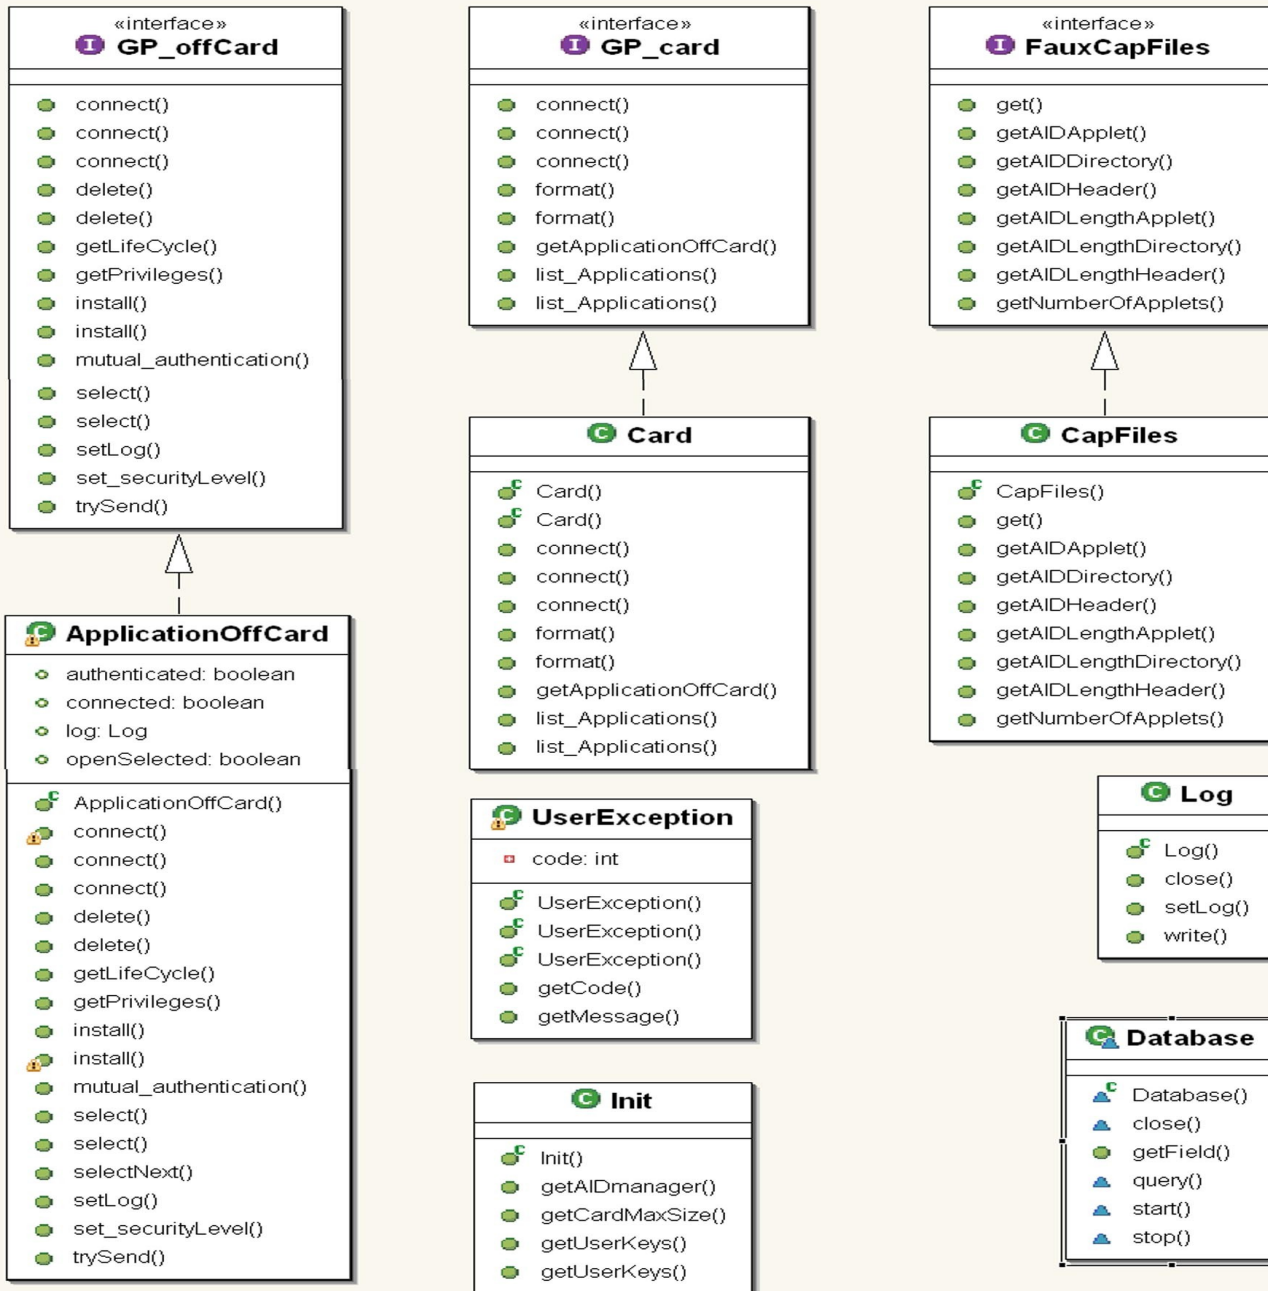 «interface»
GP_offCard
connect()
connect()
connect()
delete()
delete()
getLifeCycle()
getPrivileges()
install()
install()
mutual_authentication()
select()
select()
setLog()
set_securityLevel()
trySend()
ApplicationOffCard
authenticated: boolean
connected: boolean
log: Log
openSelected: boolean
ApplicationOffCard()
connect()
connect()
connect()
delete()
delete()
getLifeCycle()
getPrivileges()
install()
install()
mutual_authentication()
select()
select()
selectNext()
setLog()
set_securityLevel()
trySend()
«interface»
GP_card
connect()
connect()
connect()
format()
format()
getApplicationOffCard()
list_Applications()
list_Applications()
Card
Card()
Card()
connect()
connect()
connect()
format()
format()
getApplicationOffCard()
list_Applications()
list_Applications()
UserException
code: int
UserException()
UserException()
UserException()
getCode()
getMessage()
Init
Init()
getAIDmanager()
getCardMaxSize()
getUserKeys()
getUserKeys()
«interface»
FauxCapFiles
get()
getAIDApplet()
getAIDDirectory()
getAIDHeader()
getAIDLengthApplet()
getAIDLengthDirectory()
getAIDLengthHeader()
getNumberOfApplets()
CapFiles
CapFiles()
get()
getAIDApplet()
getAIDDirectory()
getAIDHeader()
getAIDLengthApplet()
getAIDLengthDirectory()
getAIDLengthHeader()
getNumberOfApplets()
Log
Log()
close()
setLog()
write()
Database
Database()
close()
getField()
query()
start()
stop()